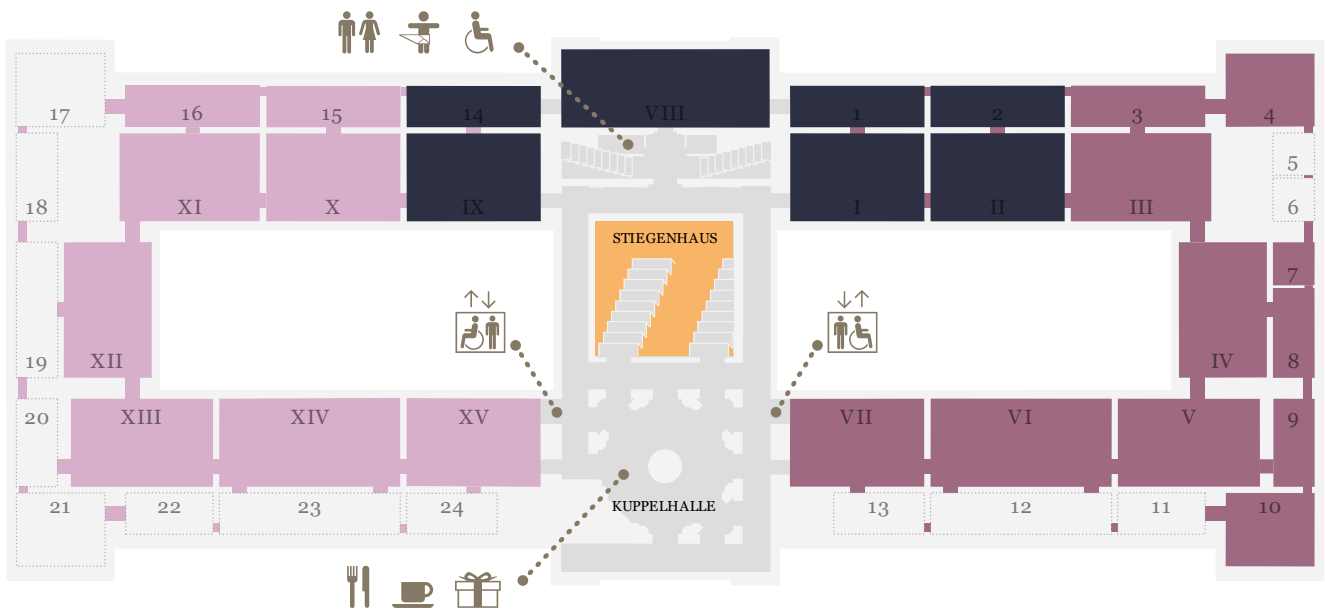 17
16
15
14
VIII
1
2
3
4
5
18
XI
X
IX
I
II
III
6
STIEGENHAUS
7
19
XII
IV
8
20
XIII
XIV
XV
VII
VI
V
9
21
22
23
24
KUPPELHALLE
13
12
11
10